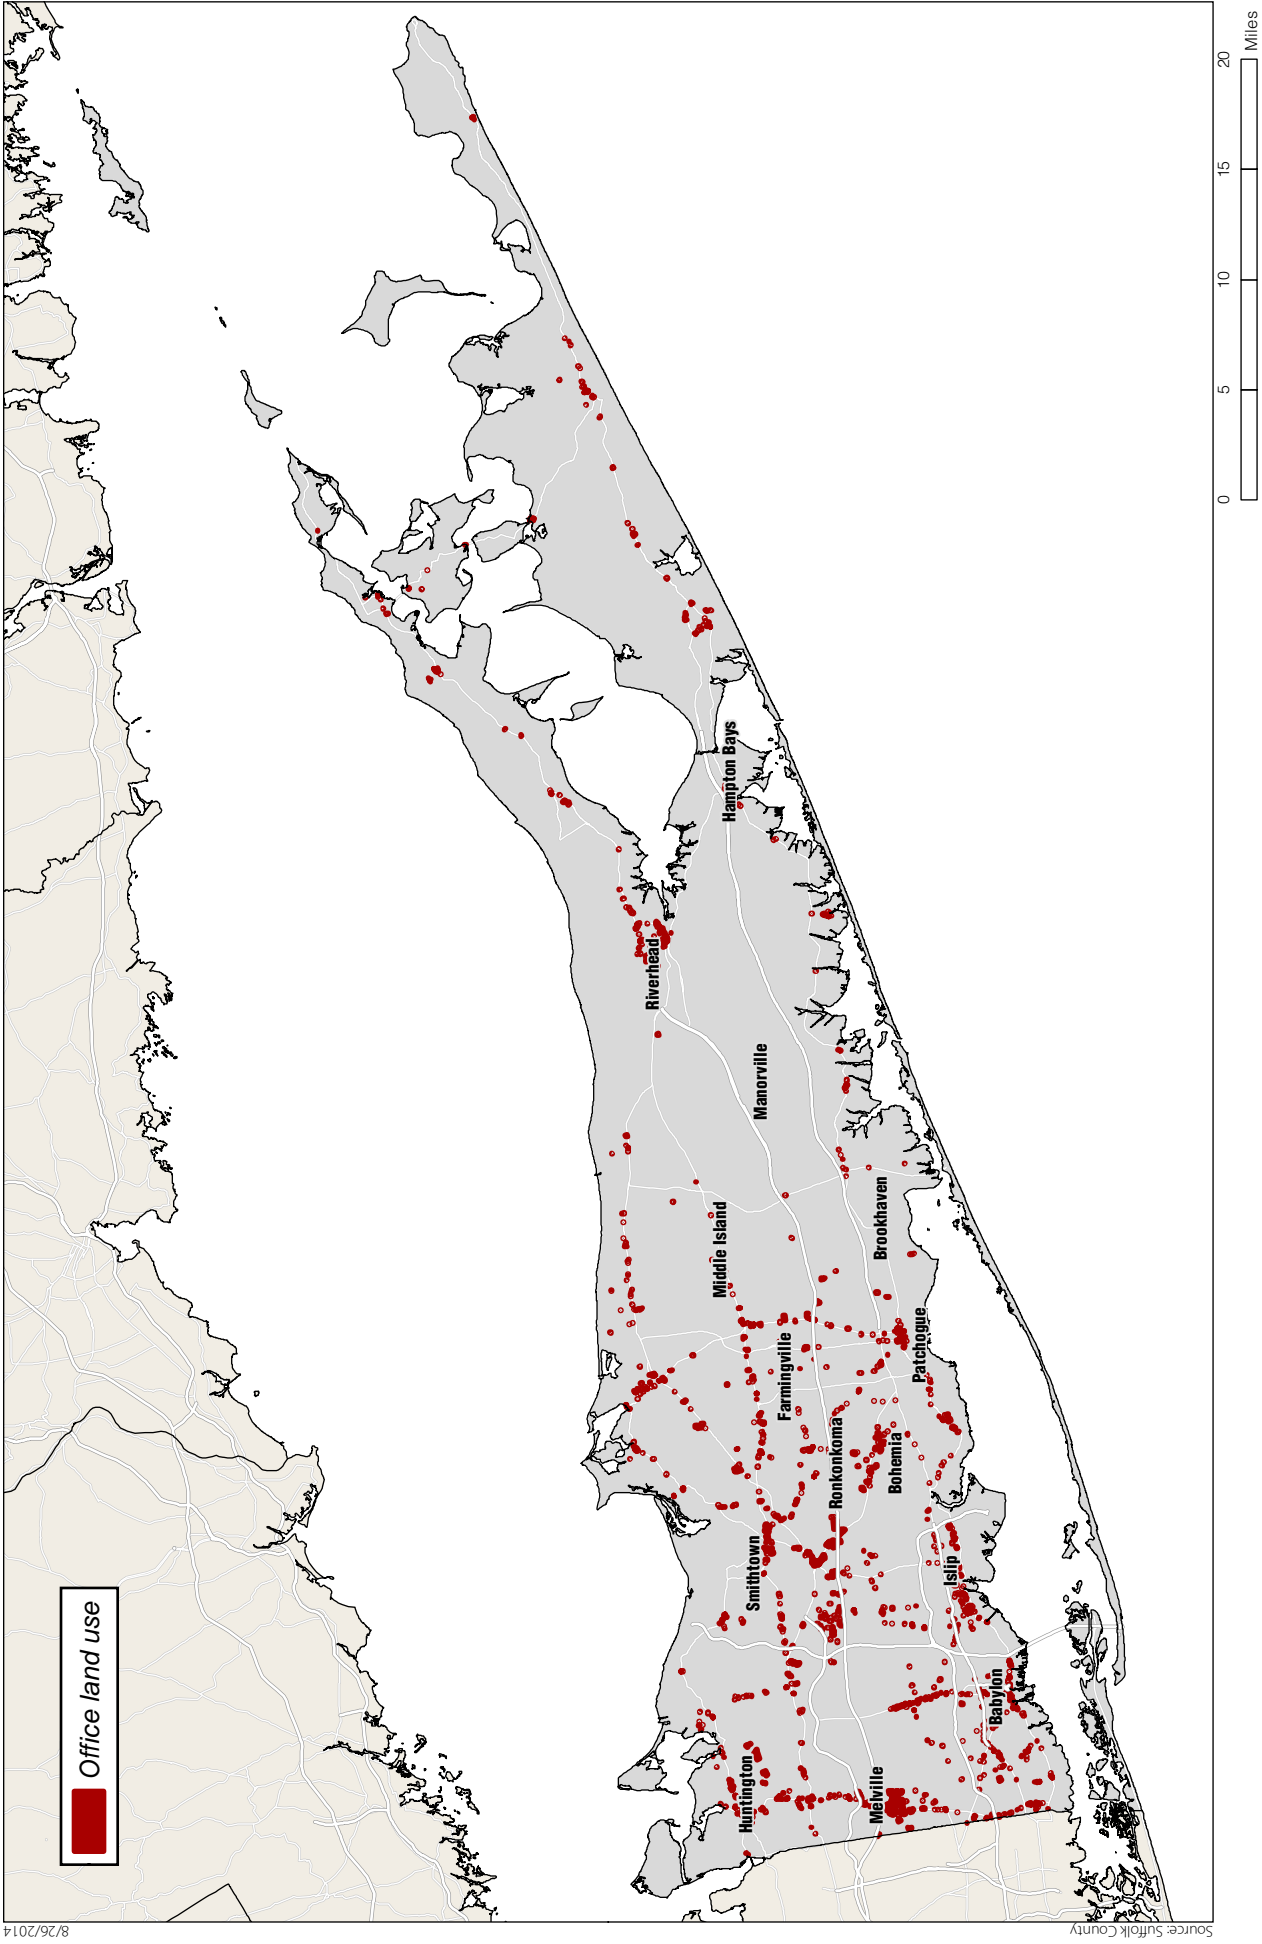 Office land use
Hampton Bays
Riverhead
Manorville
Middle Island
Brookhaven
Farmingville
Patchogue
Ronkonkoma
Bohemia
Smithtown
Islip
Huntington
Melville
Babylon
0 5 10 15 20 Miles
Source: Suffolk County
8/26/2014